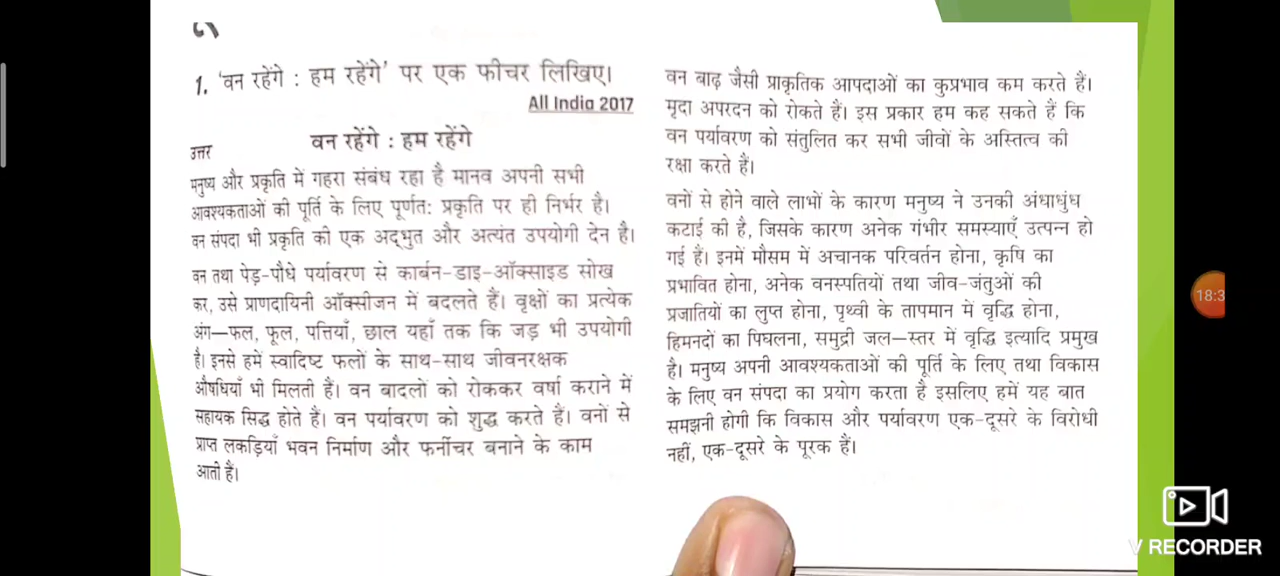 1. 'वन रहेंगे : हम रहेंगे' पर एक फीचर लिखिए।
All India 2017
वन रहेंगे : हम रहेंगे
उत्तर
मनुष्य और प्रकृति में गहरा संबंध रहा है मानव अपनी सभी
आवश्यकताओं की पूर्ति के लिए पूर्णत: प्रकृति पर ही निर्भर है।
वन संपदा भी प्रकृति की एक अद्भुत और अत्यंत उपयोगी देन है।
वन तथा पेड़-पौधे पर्यावरण से कार्बन-डाइ-ऑक्साइड सोख
कर, उसे प्राणदायिनी ऑक्सीजन में बदलते हैं। वृक्षों का प्रत्येक
अंग—फल, फूल, पत्तियाँ, छाल यहाँ तक कि जड़ भी उपयोगी
है। इनसे हमें स्वादिष्ट फलों के साथ-साथ जीवनरक्षक
औषधियाँ भी मिलती हैं। वन बादलों को रोककर वर्षा कराने में
सहायक सिद्ध होते हैं। वन पर्यावरण को शुद्ध करते हैं। वनों से
प्राप्त लकड़ियाँ भवन निर्माण और फर्नीचर बनाने के काम
आती हैं।
वन बाढ़ जैसी प्राकृतिक आपदाओं का कुप्रभाव कम करते हैं।
मृदा अपरदन को रोकते हैं। इस प्रकार हम कह सकते हैं कि
वन पर्यावरण को संतुलित कर सभी जीवों के अस्तित्व की
रक्षा करते हैं।
वनों से होने वाले लाभों के कारण मनुष्य ने उनकी अंधाधुंध
कटाई की है, जिसके कारण अनेक गंभीर समस्याएँ उत्पन्न हो
गई हैं। इनमें मौसम में अचानक परिवर्तन होना, कृषि का
प्रभावित होना, अनेक वनस्पतियों तथा जीव-जंतुओं की
प्रजातियों का लुप्त होना, पृथ्वी के तापमान में वृद्धि होना,
हिमनदों का पिघलना, समुद्री जल—स्तर में वृद्धि इत्यादि प्रमुख
है। मनुष्य अपनी आवश्यकताओं की पूर्ति के लिए तथा विकास
के लिए वन संपदा का प्रयोग करता है इसलिए हमें यह बात
समझनी होगी कि विकास और पर्यावरण एक-दूसरे के विरोधी
नहीं, एक-दूसरे के पूरक हैं।
18:3
V RECORDER